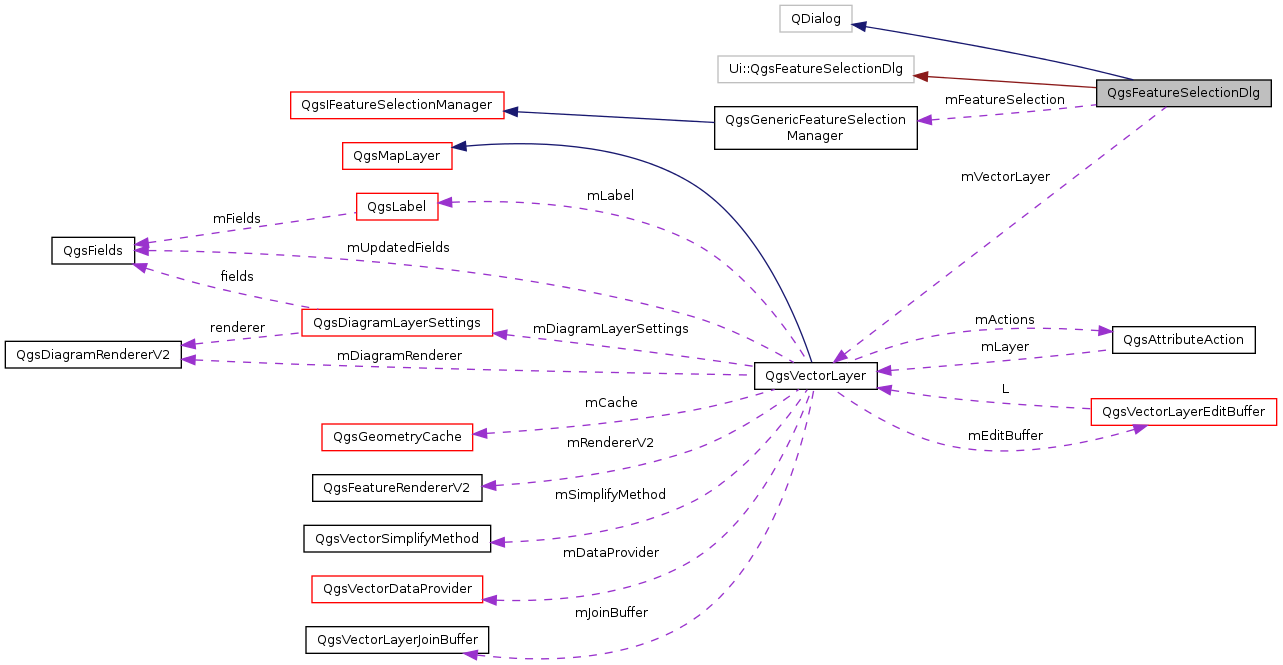 QDialog
Ui::QgsFeatureSelectionDlg
QgsFeatureSelectionDlg
mFeatureSelection
QgsIFeatureSelectionManager
QgsGenericFeatureSelection
Manager
QgsMapLayer
mVectorLayer
mLabel
QgsLabel
mFields
QgsFields
mUpdatedFields
fields
QgsDiagramLayerSettings
mActions
renderer
mDiagramLayerSettings
QgsAttributeAction
mLayer
QgsDiagramRendererV2
mDiagramRenderer
QgsVectorLayer
L
mCache
QgsVectorLayerEditBuffer
QgsGeometryCache
mEditBuffer
mRendererV2
QgsFeatureRendererV2
mSimplifyMethod
QgsVectorSimplifyMethod
mDataProvider
QgsVectorDataProvider
mJoinBuffer
QgsVectorLayerJoinBuffer